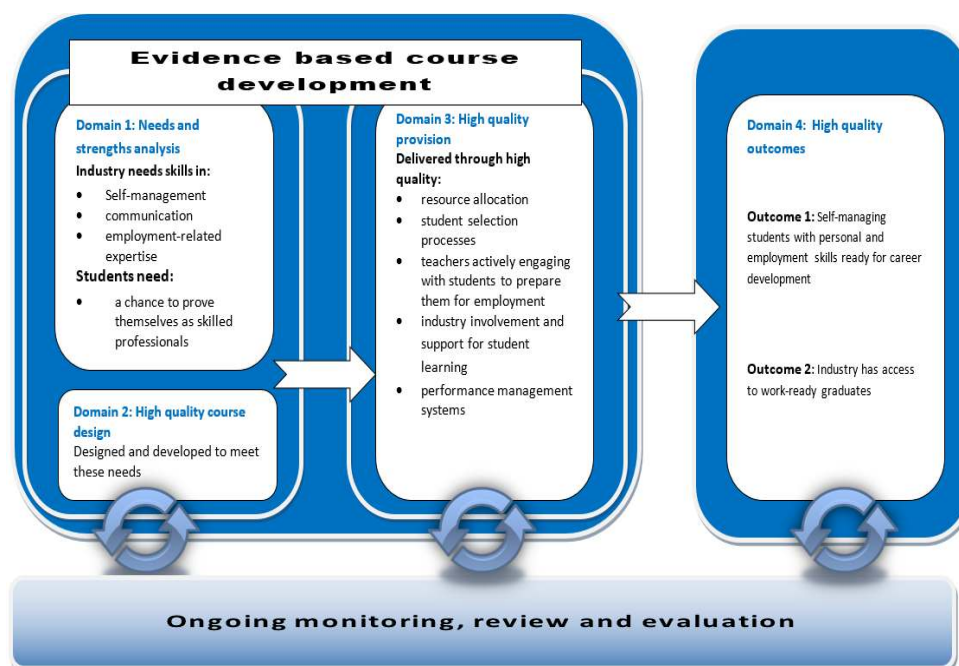 Evidence based course
development
Domain 1: Needs and
strengths analysis
Industry needs skills in:
• Self-management
• communication
• employment-related
expertise
Students need:
• a chance to prove
themselves as skilled
professionals
Domain 2: High quality course
design
Designed and developed to meet
these needs
Domain 3: High quality
provision
Delivered through high
quality:
• resource allocation
• student selection
processes
• teachers actively engaging
with students to prepare
them for employment
• industry involvement and
support for student
learning
• performance management
systems
Domain 4: High quality
outcomes
Outcome 1: Self-managing
students with personal and
employment skills ready for career
development
Outcome 2: Industry has access
to work-ready graduates
Ongoing monitoring, review and evaluation